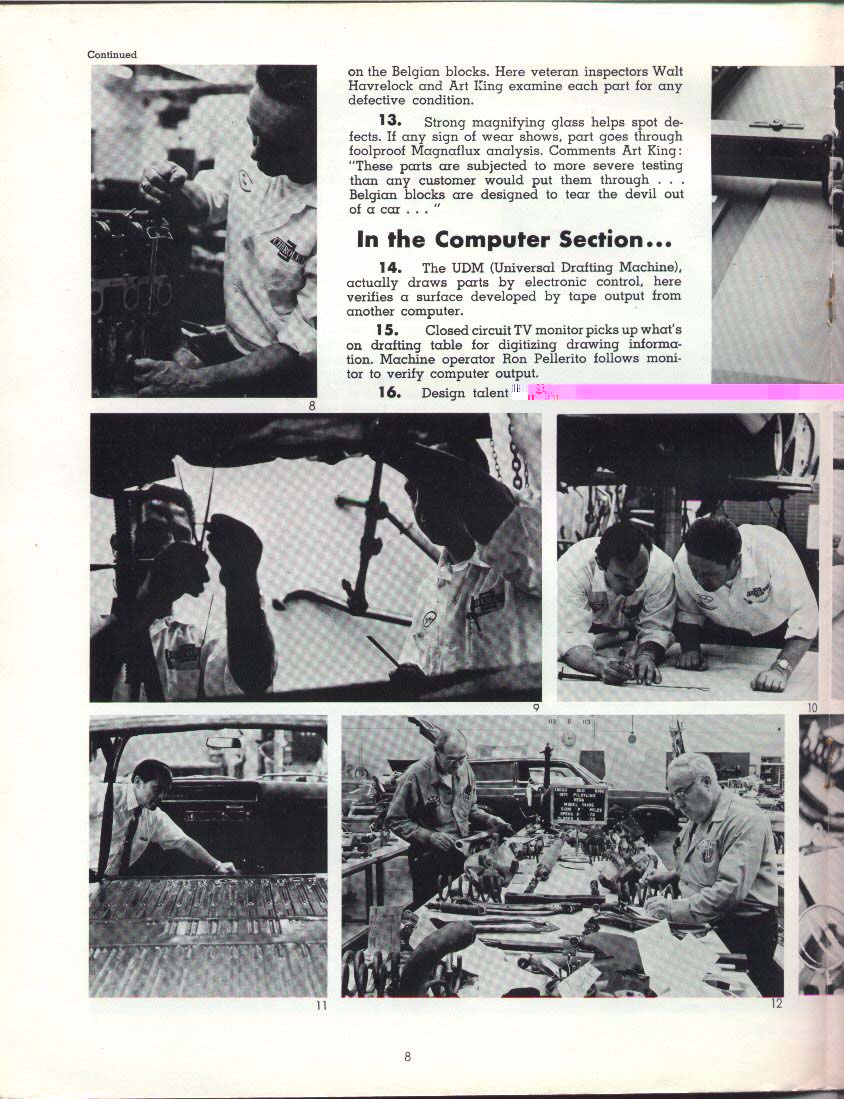 Continued
on the Belgian blocks. Here veteran inspectors Walt
Havrelock and Art King examine each part for any
defective condition.
13. Strong magnifying glass helps spot de-
fects. If any sign of wear shows, part goes through
foolproof Magnaflux analysis. Comments Art King:
"These parts are subjected to more severe testing
than any customer would put them through . . .
Belgian blocks are designed to tear the devil out
of a car . . . "
In the Computer Section...
14. The UDM (Universal Drafting Machine),
actually draws parts by electronic control, here
verifies a surface developed by tape output from
another computer.
15. Closed circuit TV monitor picks up what's
on drafting table for digitizing drawing informa-
tion. Machine operator Ron Pellerito follows moni-
tor to verify computer output.
16. Design talent
8
9
10
11
12
8